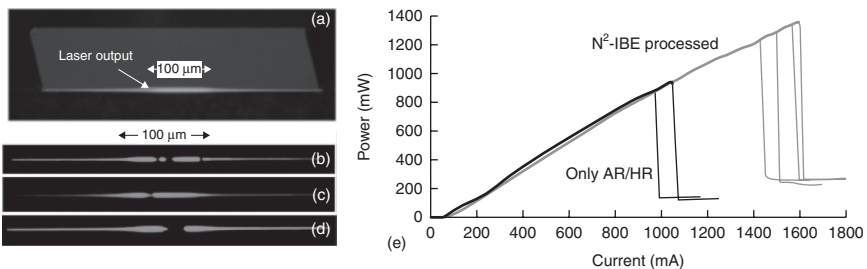 (a)
Laser output
100 µm
100 µm
(b)
(c)
(d)
Power (mW)
1400
1200
1000
800
600
400
200
0
N²-IBE processed
Only AR/HR
0 200 400 600 800 1000 1200 1400 1600 1800
(e)
Current (mA)